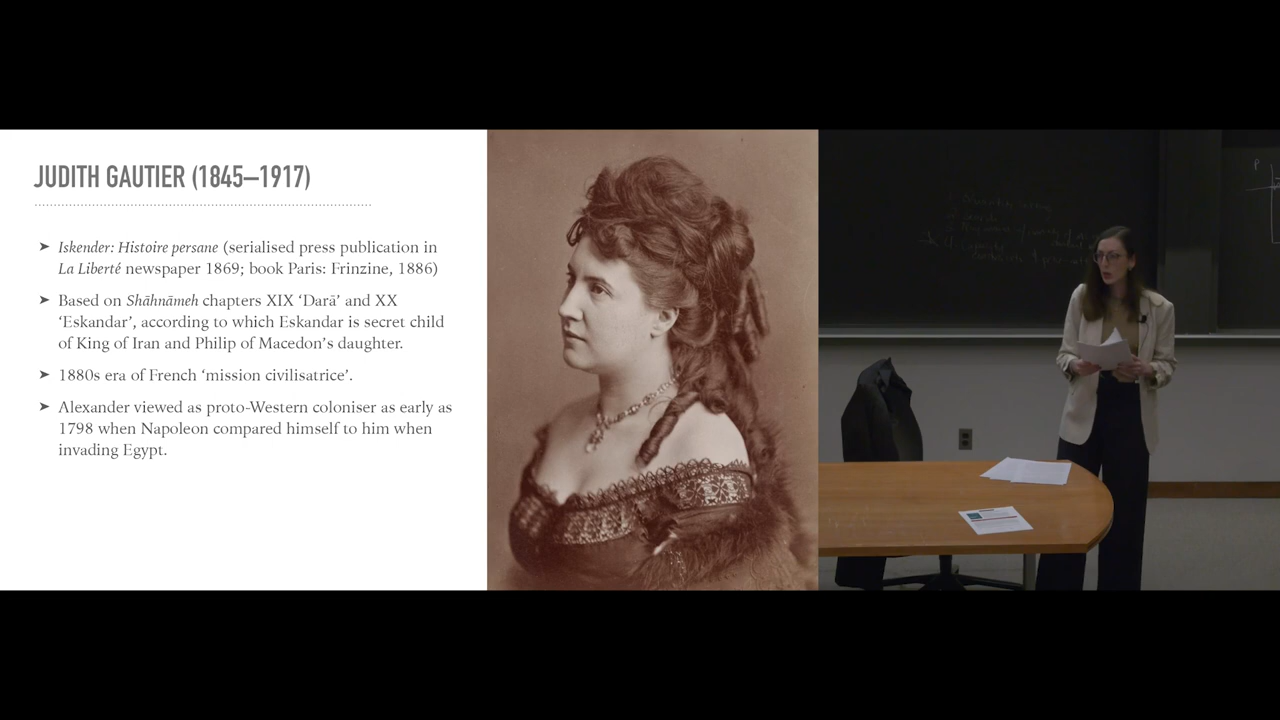 JUDITH GAUTIER (1845–1917)
➤ Iskender: Histoire persane (serialised press publication in
La Liberté newspaper 1869; book Paris: Frinzine, 1886)
➤ Based on Shāhnāmeh chapters XIX ‘Darā’ and XX
‘Eskandar’, according to which Eskandar is secret child
of King of Iran and Philip of Macedon’s daughter.
➤ 1880s era of French ‘mission civilisatrice’.
➤ Alexander viewed as proto-Western coloniser as early as
1798 when Napoleon compared himself to him when
invading Egypt.
P